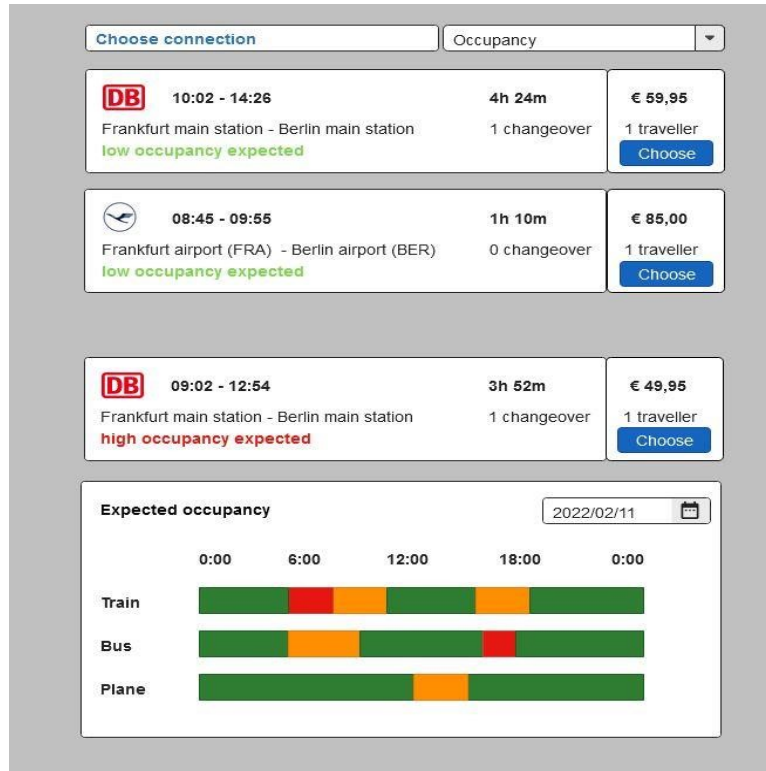 Choose connection Occupancy
DB 10:02 - 14:26 4h 24m € 59,95
Frankfurt main station - Berlin main station 1 changeover 1 traveller
low occupancy expected Choose
08:45 - 09:55 1h 10m € 85,00
Frankfurt airport (FRA) - Berlin airport (BER) 0 changeover 1 traveller
low occupancy expected Choose
DB 09:02 - 12:54 3h 52m € 49,95
Frankfurt main station - Berlin main station 1 changeover 1 traveller
high occupancy expected Choose
Expected occupancy 2022/02/11
0:00 6:00 12:00 18:00 0:00
Train
Bus
Plane